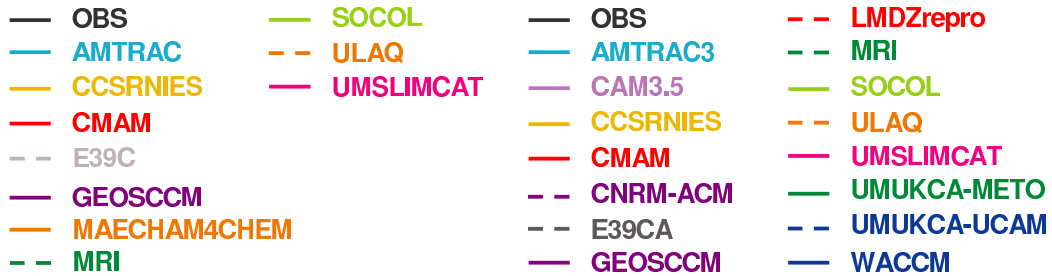 OBS
AMTRAC
CCSRNIES
CMAM
E39C
GEOSCCM
MAECHAM4CHEM
MRI
SOCOL
ULAQ
UMSLIMCAT
OBS
AMTRAC3
CAM3.5
CCSRNIES
CMAM
CNRM-ACM
E39CA
GEOSCCM
LMDZrepro
MRI
SOCOL
ULAQ
UMSLIMCAT
UMUKCA-METO
UMUKCA-UCAM
WACCM